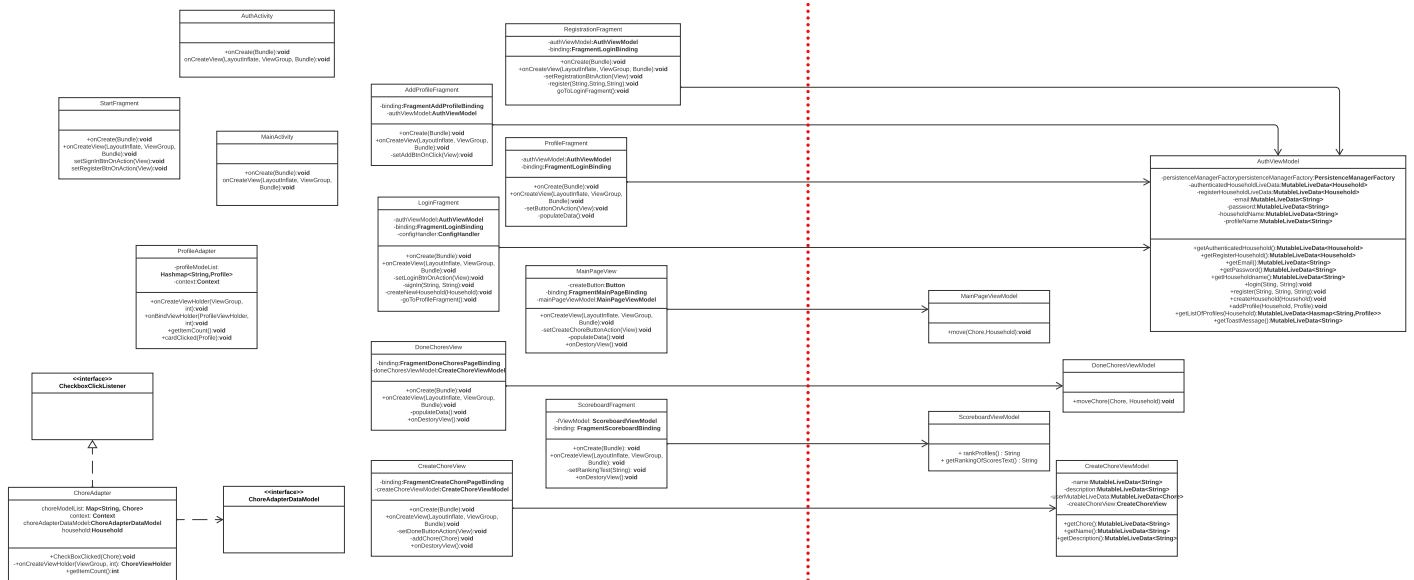 AuthActivity
+onCreate(Bundle):void
onCreateView(LayoutInflate, ViewGroup, Bundle):void
StartFragment
+onCreate(Bundle):void
+onCreateView(LayoutInflate, ViewGroup,
Bundle):void
setSignInBtnOnAction(View):void
setRegisterBtnOnAction(View):void
MainActivity
+onCreate(Bundle):void
onCreateView(LayoutInflate, ViewGroup,
Bundle):void
ProfileAdapter
-profileModeList:
Hashmap<String,Profile>
-context:Context
+onCreateViewHolder(ViewGroup,
int):void
+onBindViewHolder(ProfileViewHolder,
int):void
+getItemCount():void
+cardClicked(Profile):void
<<interface>>
CheckboxClickListener
ChoreAdapter
choreModelList: Map<String, Chore>
context: Context
choreAdapterDataModel:ChoreAdapterDataModel
household:Household
+CheckBoxClicked(Chore):void
-+onCreateViewHolder(ViewGroup, int): ChoreViewHolder
+getItemCount():int
<<interface>>
ChoreAdapterDataModel
AddProfileFragment
-binding:FragmentAddProfileBinding
-authViewModel:AuthViewModel
+onCreate(Bundle):void
+onCreateView(LayoutInflate, ViewGroup,
Bundle):void
-setAddBtnOnClick(View):void
RegistrationFragment
-authViewModel:AuthViewModel
-binding:FragmentLoginBinding
+onCreate(Bundle):void
+onCreateView(LayoutInflate, ViewGroup, Bundle):void
-setRegistrationBtnAction(View):void
-register(String,String,String):void
goToLoginFragment():void
ProfileFragment
-authViewModel:AuthViewModel
-binding:FragmentLoginBinding
+onCreate(Bundle):void
+onCreateView(LayoutInflate, ViewGroup,
Bundle):void
-setButtonOnAction(View):void
-populateData():void
LoginFragment
-authViewModel:AuthViewModel
-binding:FragmentLoginBinding
-configHandler:ConfigHandler
+onCreate(Bundle):void
+onCreateView(LayoutInflate, ViewGroup,
Bundle):void
-setLoginBtnOnAction(View):void
-signIn(String, String):void
-createNewHousehold(Household):void
-goToProfileFragment():void
MainPageView
-createButton:Button
-binding:FragmentMainPageBinding
-mainPageViewModel:MainPageViewModel
+onCreateView(LayoutInflate, ViewGroup, Bundle):void
-setCreateChoreButtonAction(View):void
-populateData():void
+onDestoryView():void
DoneChoresView
-binding:FragmentDoneChoresPageBinding
-doneChoresViewModel:CreateChoreViewModel
+onCreate(Bundle):void
+onCreateView(LayoutInflate, ViewGroup,
Bundle):void
-populateData():void
+onDestoryView():void
ScoreboardFragment
-fViewModel: ScoreboardViewModel
-binding: FragmentScoreboardBinding
+onCreate(Bundle): void
+onCreateView(LayoutInflate, ViewGroup,
Bundle): void
-setRankingTest(String): void
+onDestoryView():void
CreateChoreView
-binding:FragmentCreateChorePageBinding
-createChoreViewModel:CreateChoreViewModel
+onCreate(Bundle):void
+onCreateView(LayoutInflate, ViewGroup,
Bundle):void
-setDoneButtonAction(View):void
-addChore(Chore):void
+onDestoryView():void
AuthViewModel
-persistenceManagerFactorypersistenceManagerFactory:PersistenceManagerFactory
-authenticatedHouseholdLiveData:MutableLiveData<Household>
-registerHouseholdLiveData:MutableLiveData<Household>
-email:MutableLiveData<String>
-password:MutableLiveData<String>
-householdName:MutableLiveData<String>
-profileName:MutableLiveData<String>
+getAuthenticatedHousehold():MutableLiveData<Household>
+getRegisterHousehold():MutableLiveData<Household>
+getEmail():MutableLiveData<String>
+getPassword():MutableLiveData<String>
+getHouseholdname():MutableLiveData<String>
+login(String, String):void
+register(String, String, String):void
+createHousehold(Household):void
+addProfile(Household, Profile):void
+getListOfProfiles(Household):MutableLiveData<Hasmap<String,Profile>>
+getToastMessage():MutableLiveData<String>
MainPageViewModel
+move(Chore,Household):void
DoneChoresViewModel
+moveChore(Chore, Household):void
ScoreboardViewModel
+ rankProfiles() : String
+ getRankingOfScoresText() : String
CreateChoreViewModel
-name:MutableLiveData<String>
-description:MutableLiveData<String>
-userMutableLiveData:MutableLiveData<Chore>
-createChoreView:CreateChoreView
+getChore():MutableLiveData<String>
+getName():MutableLiveData<String>
+getDescription():MutableLiveData<String>